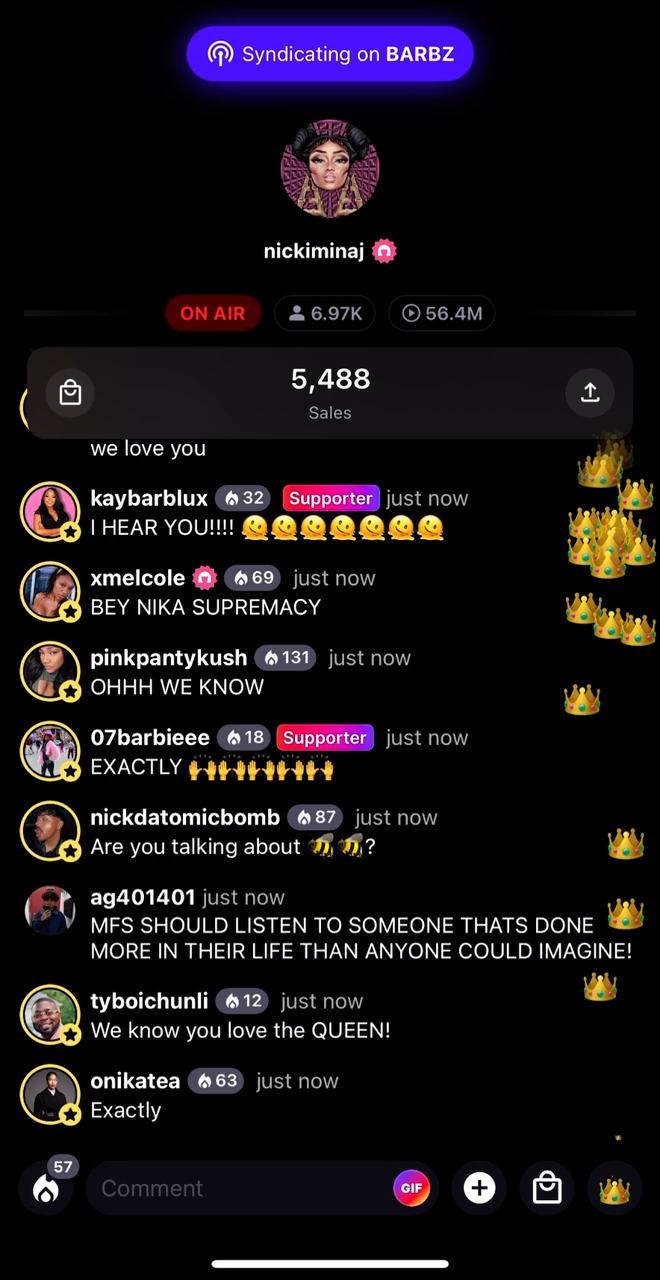 Syndicating on BARBZ
nickiminaj
ON AIR 6.97K 56.4M
5,488
Sales
we love you
kaybarblux 32 Supporter just now
I HEAR YOU!!!! 🫠🫠🫠🫠🫠🫠🫠
xmelcole 69 just now
BEY NIKA SUPREMACY
pinkpantykush 131 just now
OHHH WE KNOW
07barbieee 18 Supporter just now
EXACTLY 🙌🙌🙌🙌🙌
nickdatomicbomb 87 just now
Are you talking about 🐝🐝?
ag401401 just now
MFS SHOULD LISTEN TO SOMEONE THATS DONE
MORE IN THEIR LIFE THAN ANYONE COULD IMAGINE!
tyboichunli 12 just now
We know you love the QUEEN!
onikatea 63 just now
Exactly
57
Comment GIF